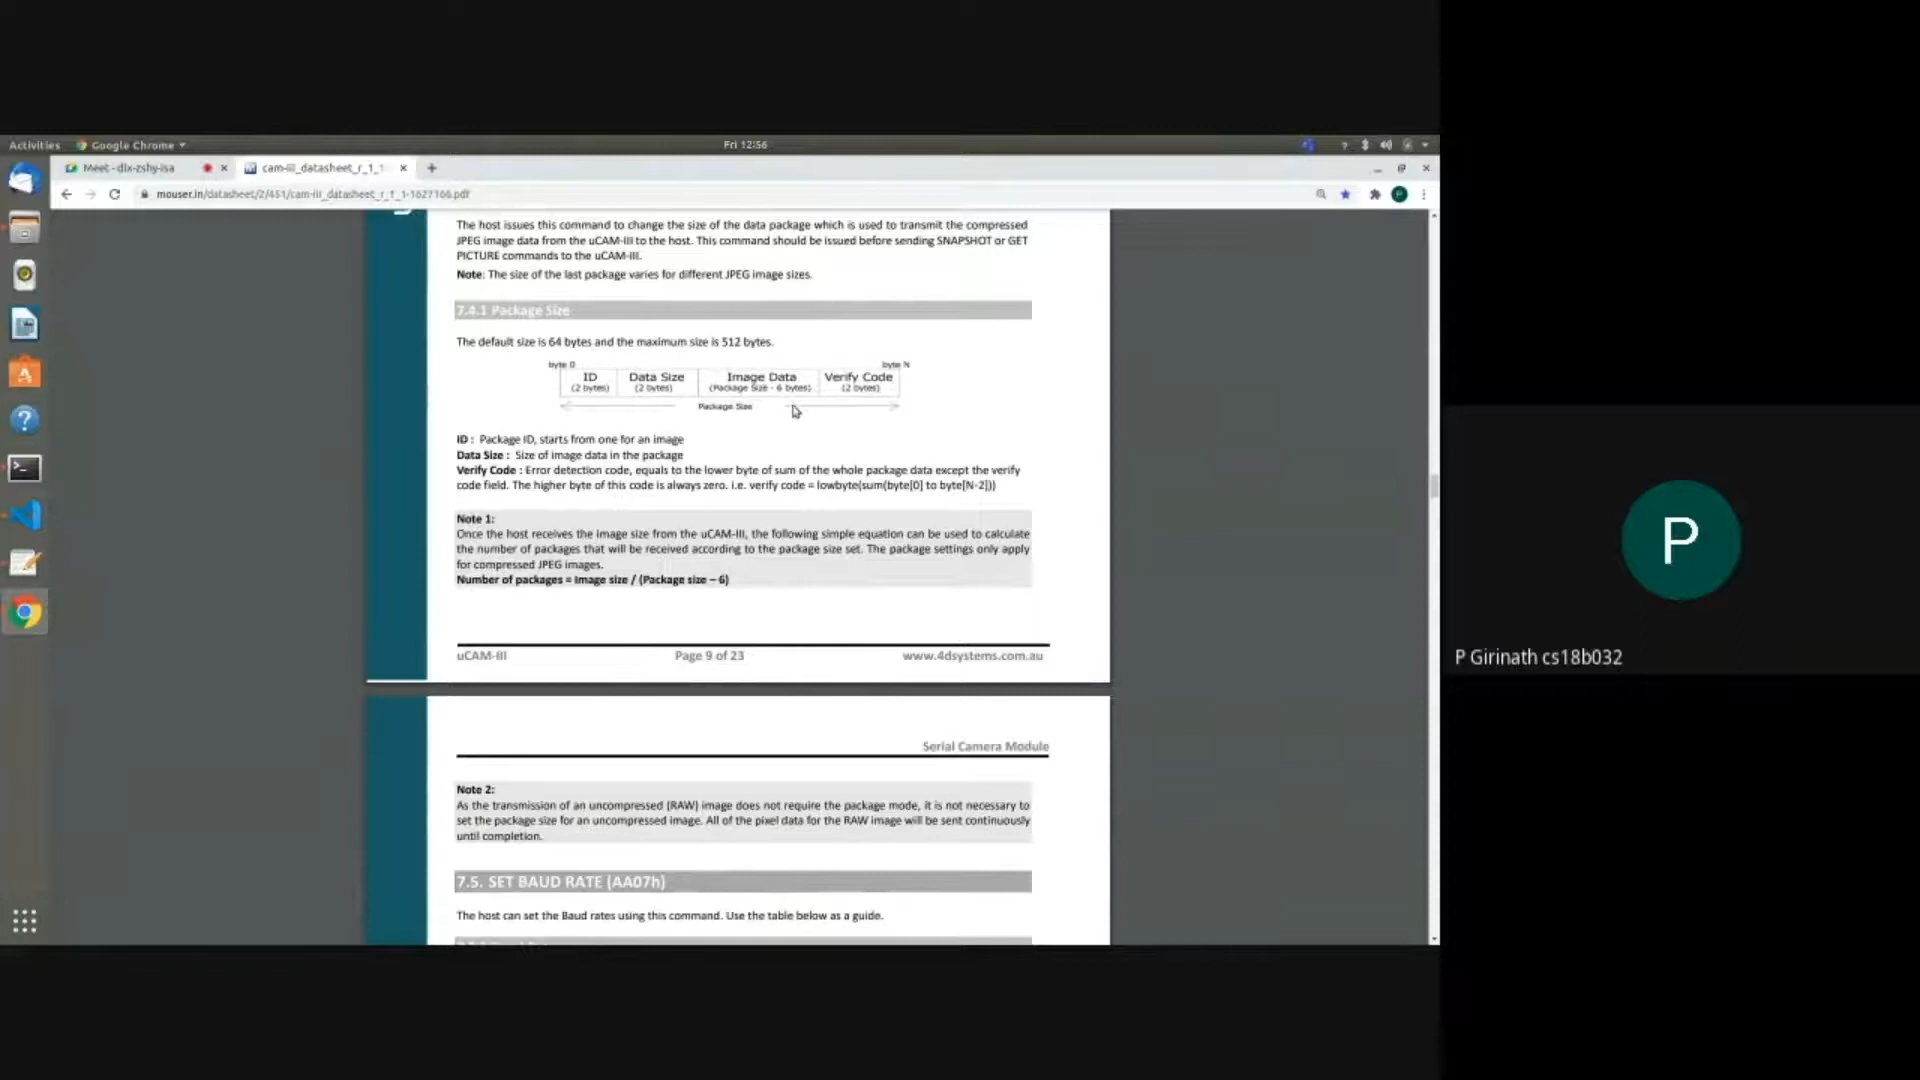 Activities
Google Chrome
Fri 12:56
Meet - dlx-zshy-isa
cam-iii_datasheet_r_1_1
mouser.in/datasheet/2/451/cam-iii_datasheet_r_1_1-1627166.pdf
The host issues this command to change the size of the data package which is used to transmit the compressed
JPEG image data from the uCAM-III to the host. This command should be issued before sending SNAPSHOT or GET
PICTURE commands to the uCAM-III.
Note: The size of the last package varies for different JPEG image sizes.
7.4.1 Package Size
The default size is 64 bytes and the maximum size is 512 bytes.
byte 0
byte N
ID
(2 bytes)
Data Size
(2 bytes)
Image Data
(Package Size - 6 bytes)
Verify Code
(2 bytes)
Package Size
ID : Package ID, starts from one for an image
Data Size : Size of image data in the package
Verify Code : Error detection code, equals to the lower byte of sum of the whole package data except the verify
code field. The higher byte of this code is always zero. i.e. verify code = lowbyte(sum(byte[0] to byte[N-2]))
Note 1:
Once the host receives the image size from the uCAM-III, the following simple equation can be used to calculate
the number of packages that will be received according to the package size set. The package settings only apply
for compressed JPEG images.
Number of packages = Image size / (Package size – 6)
uCAM-III
Page 9 of 23
www.4dsystems.com.au
Serial Camera Module
Note 2:
As the transmission of an uncompressed (RAW) image does not require the package mode, it is not necessary to
set the package size for an uncompressed image. All of the pixel data for the RAW image will be sent continuously
until completion.
7.5. SET BAUD RATE (AA07h)
The host can set the Baud rates using this command. Use the table below as a guide.
P
P Girinath cs18b032